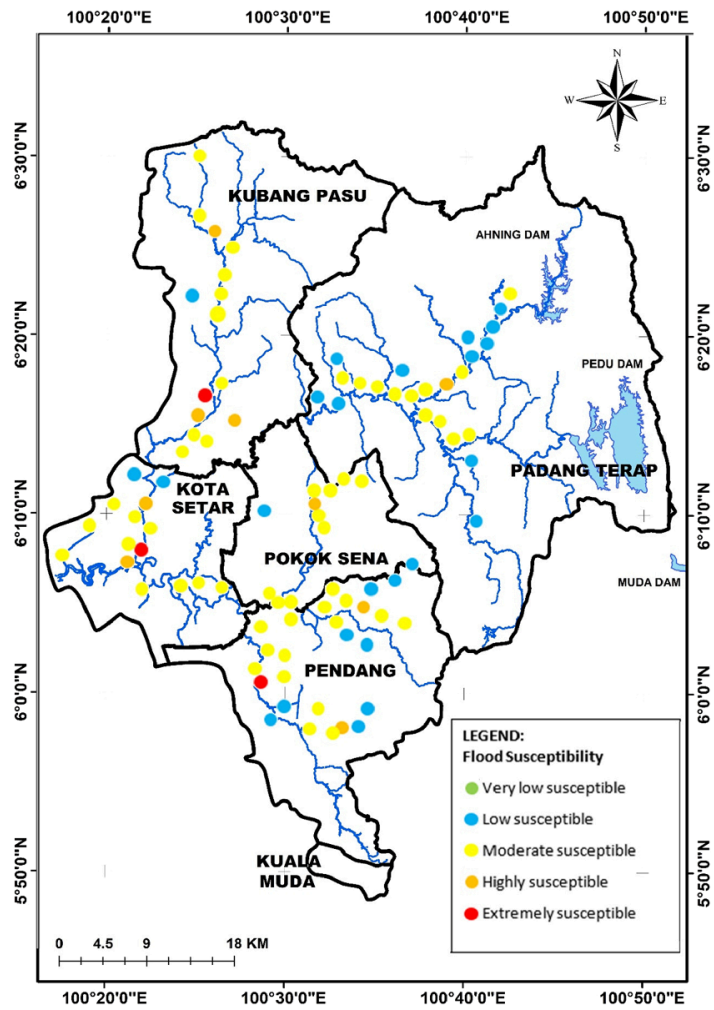 100°20'0"E 100°30'0"E 100°40'0"E 100°50'0"E
N
W E
S
6°30'0"N 6°30'0"N
KUBANG PASU
AHNING DAM
6°20'0"N 6°20'0"N
PEDU DAM
PADANG TERAP
KOTA
SETAR
6°10'0"N 6°10'0"N
POKOK SENA
MUDA DAM
PENDANG
6°0'0"N 6°0'0"N
LEGEND:
Flood Susceptibility
Very low susceptible
Low susceptible
Moderate susceptible
Highly susceptible
Extremely susceptible
KUALA
MUDA
5°50'0"N 5°50'0"N
0 4.5 9 18 KM
100°20'0"E 100°30'0"E 100°40'0"E 100°50'0"E